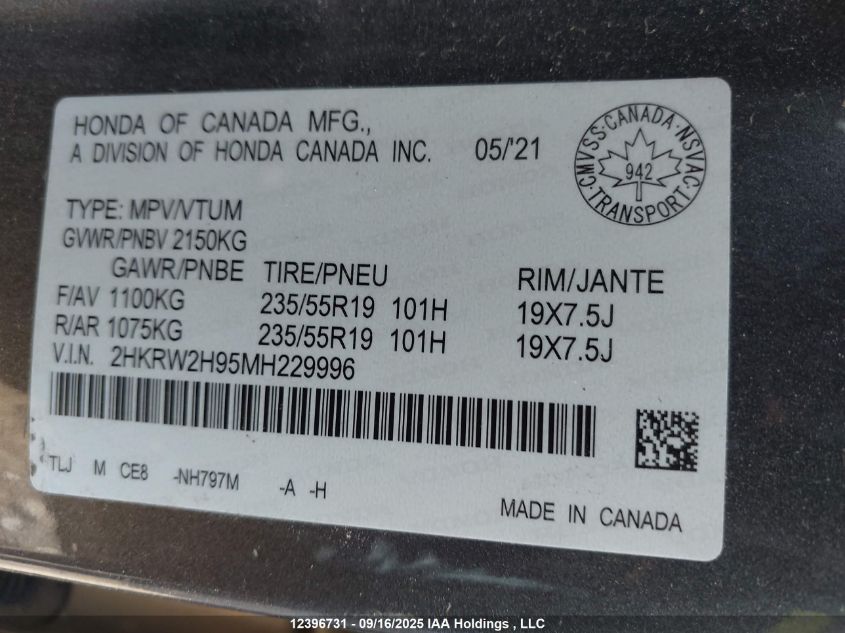 HONDA OF CANADA MFG.,
A DIVISION OF HONDA CANADA INC. 05/'21
CMVSS · CANADA · NSVAC · TRANSPORT
942
TYPE: MPV/VTUM
GVWR/PNBV 2150KG
GAWR/PNBE TIRE/PNEU RIM/JANTE
F/AV 1100KG 235/55R19 101H 19X7.5J
R/AR 1075KG 235/55R19 101H 19X7.5J
V.I.N. 2HKRW2H95MH229996
TLJ M CE8 -NH797M -A -H
MADE IN CANADA
12396731 - 09/16/2025 IAA Holdings , LLC